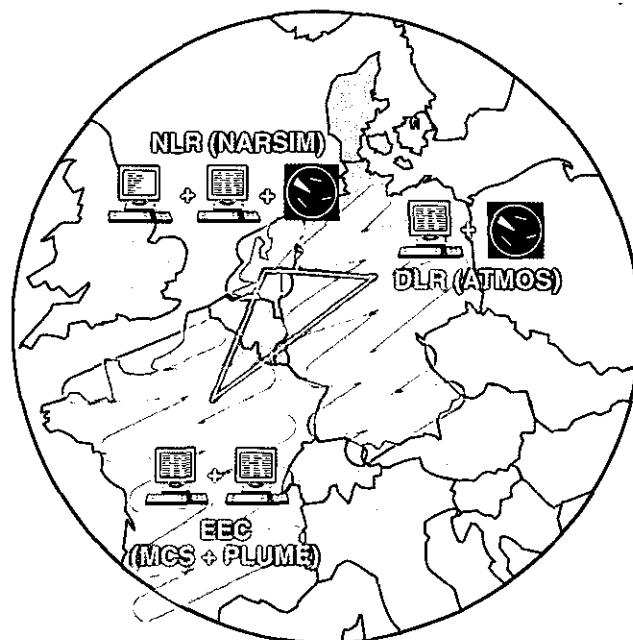 NLR (NARSIM)
+ +
+
DLR (ATMOS)
+
EEC
(MCS + PLUME)